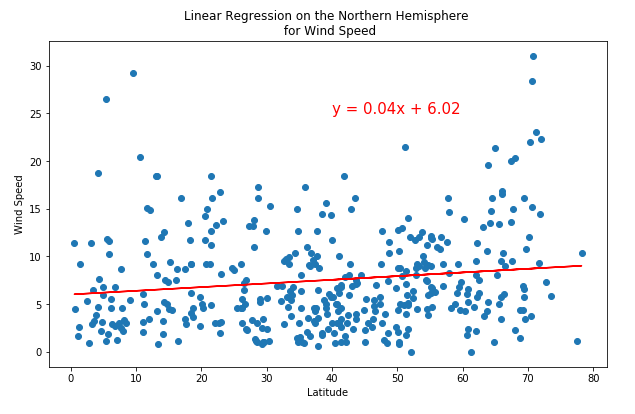 Linear Regression on the Northern Hemisphere
for Wind Speed
30
25
20
15
10
5
0
Wind Speed
y = 0.04x + 6.02
0 10 20 30 40 50 60 70 80
Latitude